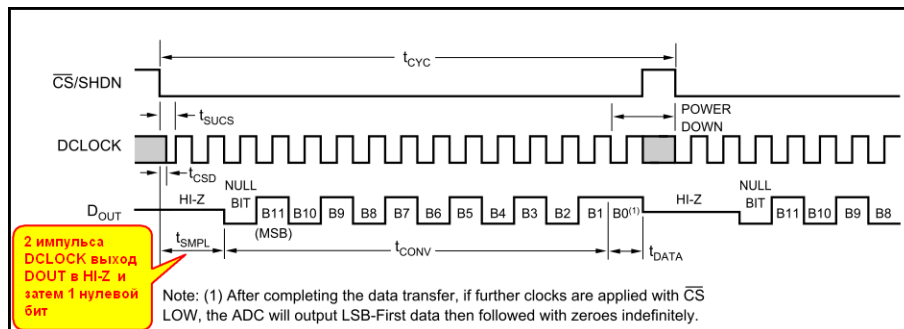 tCYC
CS/SHDN
tSUCS
POWER
DOWN
DCLOCK
tCSD
HI-Z
NULL
BIT
HI-Z
NULL
BIT
DOUT
B11 B10 B9 B8 B7 B6 B5 B4 B3 B2 B1 B0(1)
B11 B10 B9 B8
(MSB)
tSMPL
tCONV
tDATA
2 импульса
DCLOCK выход
DOUT в HI-Z и
затем 1 нулевой
бит
Note: (1) After completing the data transfer, if further clocks are applied with CS
LOW, the ADC will output LSB-First data then followed with zeroes indefinitely.